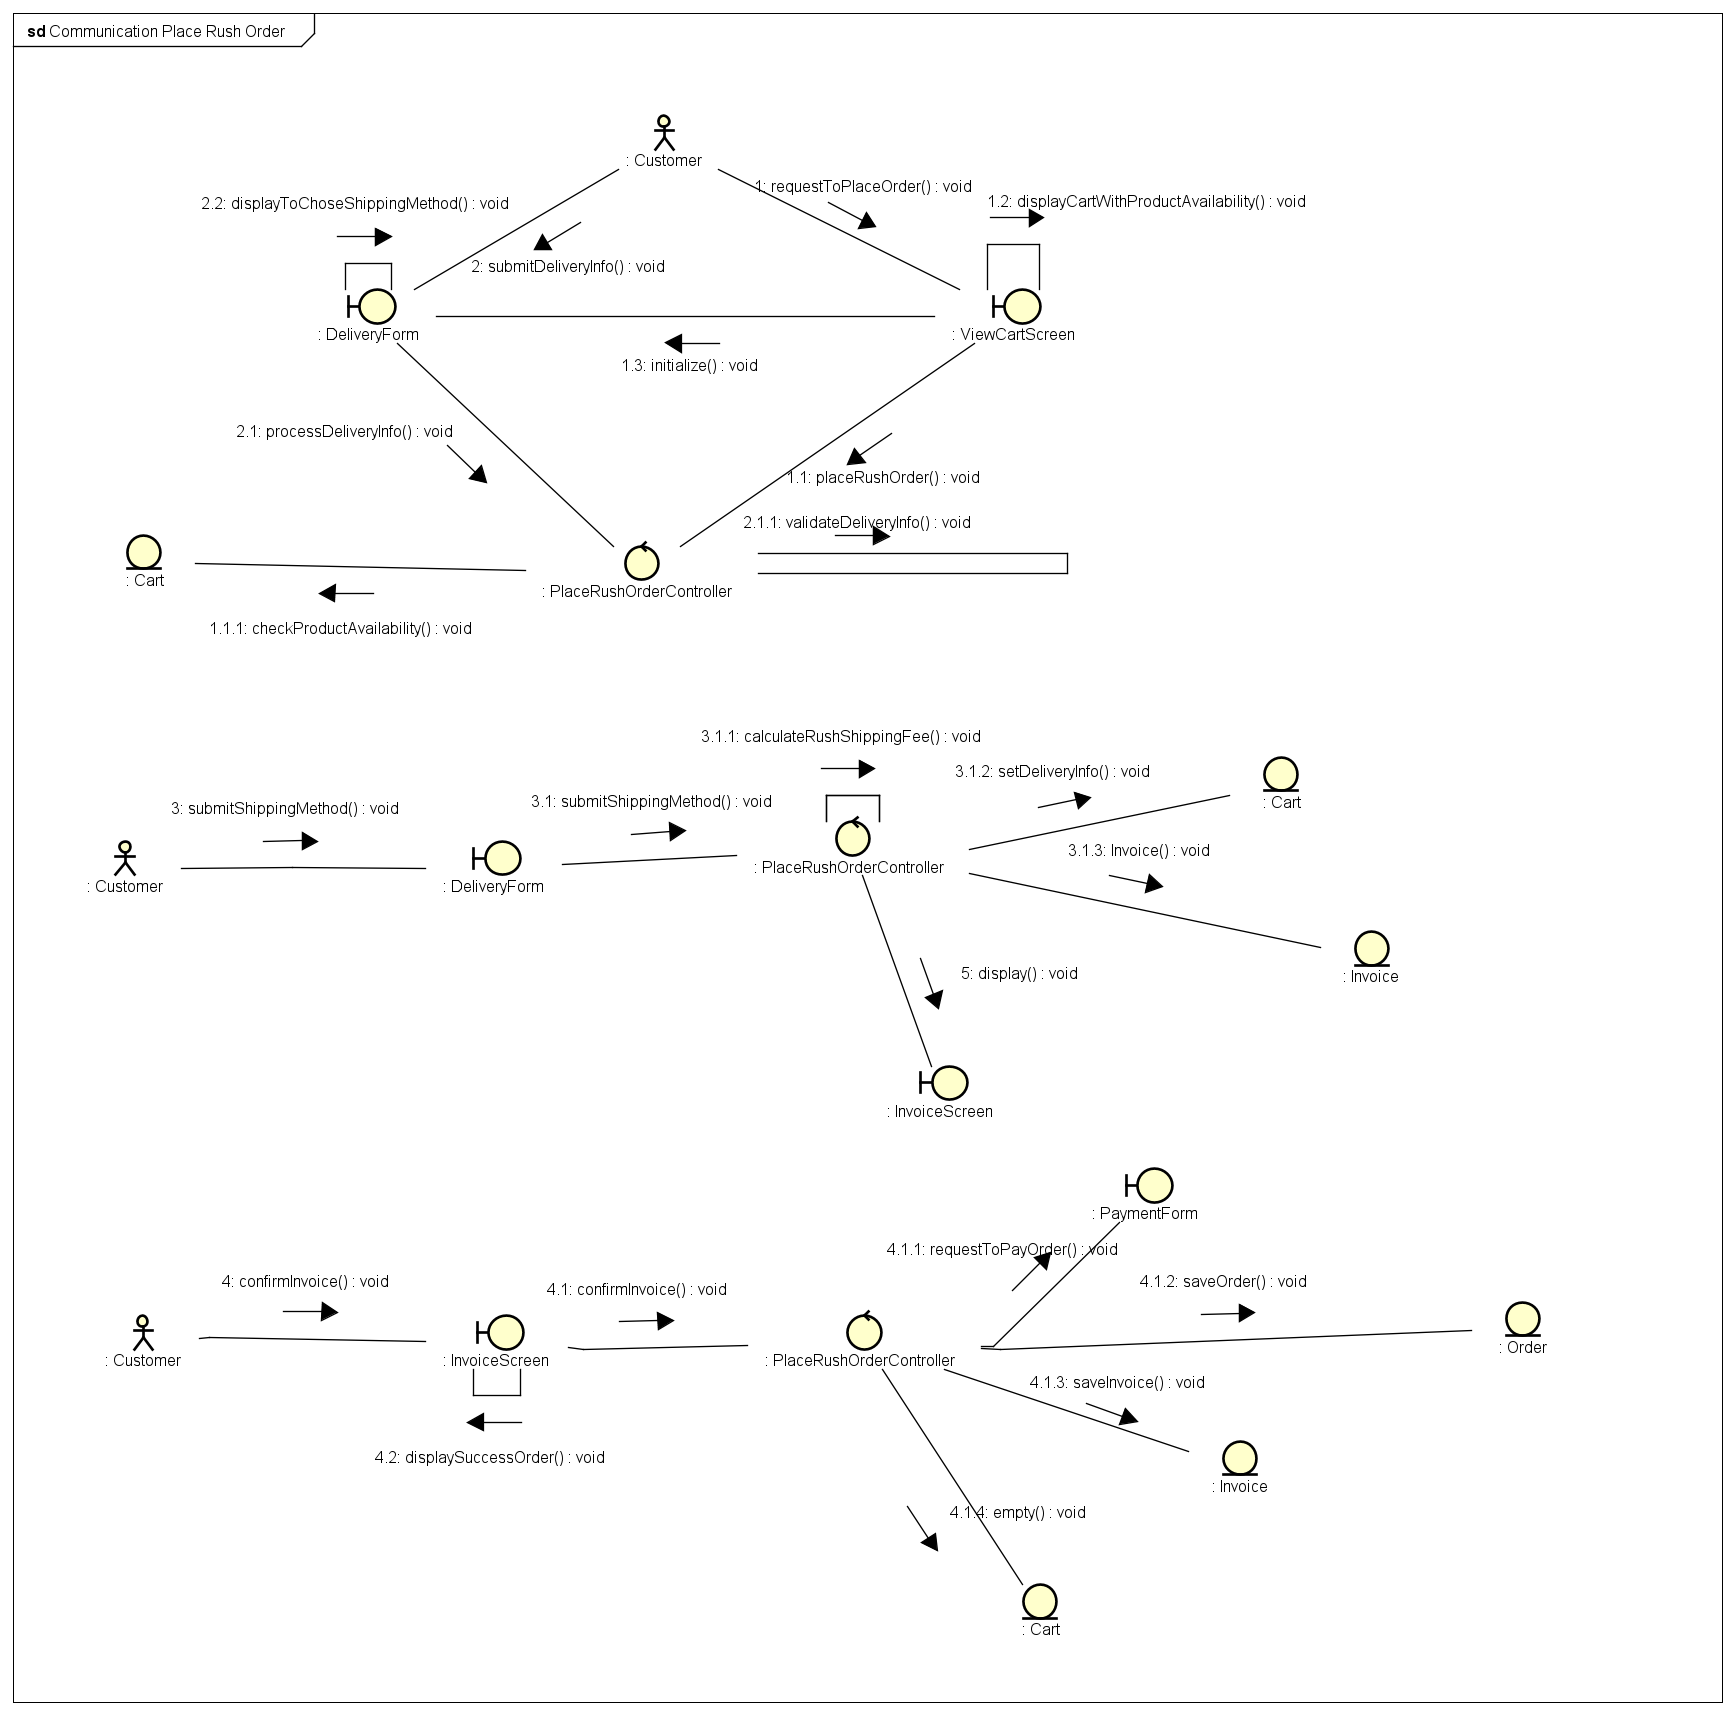 sd Communication Place Rush Order
: Customer
1: requestToPlaceOrder() : void
2.2: displayToChoseShippingMethod() : void
1.2: displayCartWithProductAvailability() : void
2: submitDeliveryInfo() : void
: DeliveryForm
: ViewCartScreen
1.3: initialize() : void
2.1: processDeliveryInfo() : void
1.1: placeRushOrder() : void
2.1.1: validateDeliveryInfo() : void
: Cart
: PlaceRushOrderController
1.1.1: checkProductAvailability() : void
3.1.1: calculateRushShippingFee() : void
3.1.2: setDeliveryInfo() : void
3.1: submitShippingMethod() : void
: Cart
3: submitShippingMethod() : void
3.1.3: Invoice() : void
: PlaceRushOrderController
: Customer
: DeliveryForm
5: display() : void
: Invoice
: InvoiceScreen
: PaymentForm
4.1.1: requestToPayOrder() : void
4: confirmInvoice() : void
4.1: confirmInvoice() : void
4.1.2: saveOrder() : void
: Order
: Customer
: InvoiceScreen
: PlaceRushOrderController
4.1.3: saveInvoice() : void
4.2: displaySuccessOrder() : void
: Invoice
4.1.4: empty() : void
: Cart